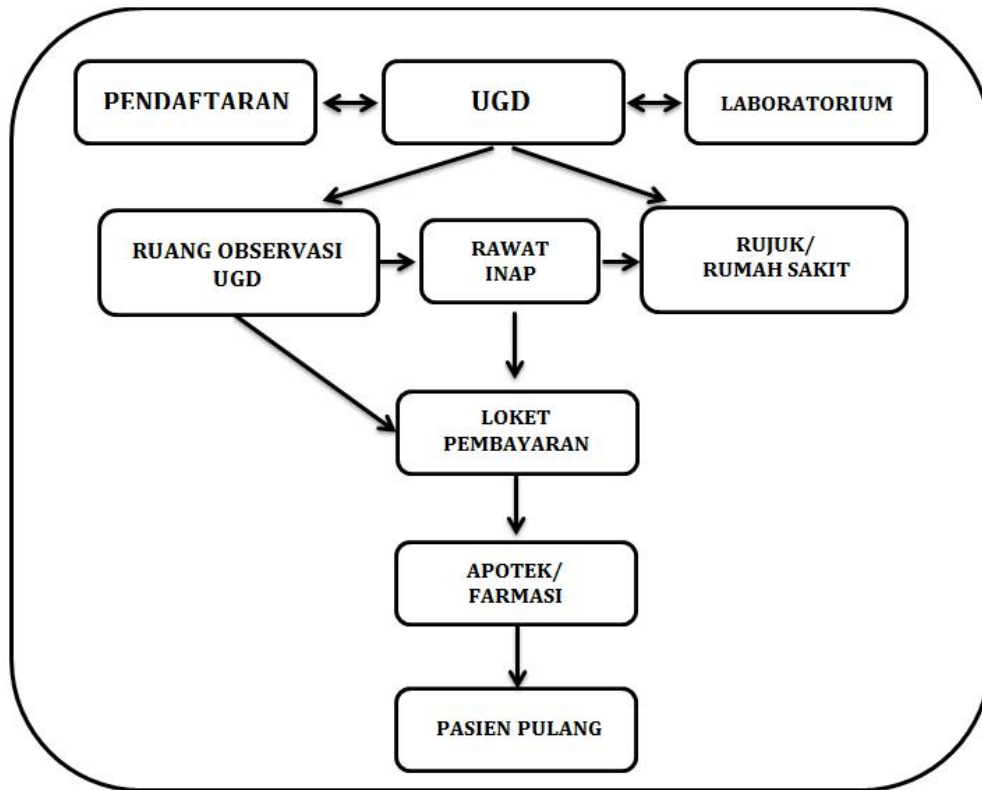 PENDAFTARAN
UGD
LABORATORIUM
RUANG OBSERVASI
UGD
RAWAT
INAP
RUJUK/
RUMAH SAKIT
LOKET
PEMBAYARAN
APOTEK/
FARMASI
PASIEN PULANG